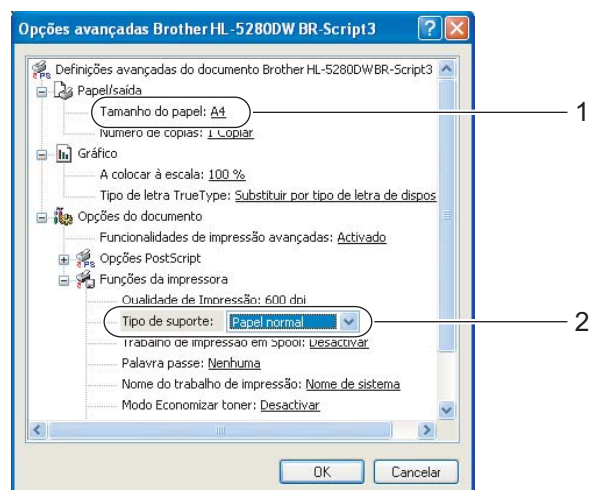 Opções avançadas Brother HL-5280DW BR-Script3
Definições avançadas do documento Brother HL-5280DW BR-Script3
Papel/saída
Tamanho do papel: A4
1
Número de cópias: 1 Copiar
Gráfico
A colocar à escala: 100 %
Tipo de letra TrueType: Substituir por tipo de letra de dispos
Opções do documento
Funcionalidades de impressão avançadas: Activado
Opções PostScript
Funções da impressora
Qualidade de Impressão: 600 dpi
Tipo de suporte: Papel normal
2
Trabalho de impressão em Spool: Desactivar
Palavra passe: Nenhuma
Nome do trabalho de impressão: Nome de sistema
Modo Economizar toner: Desactivar
OK Cancelar